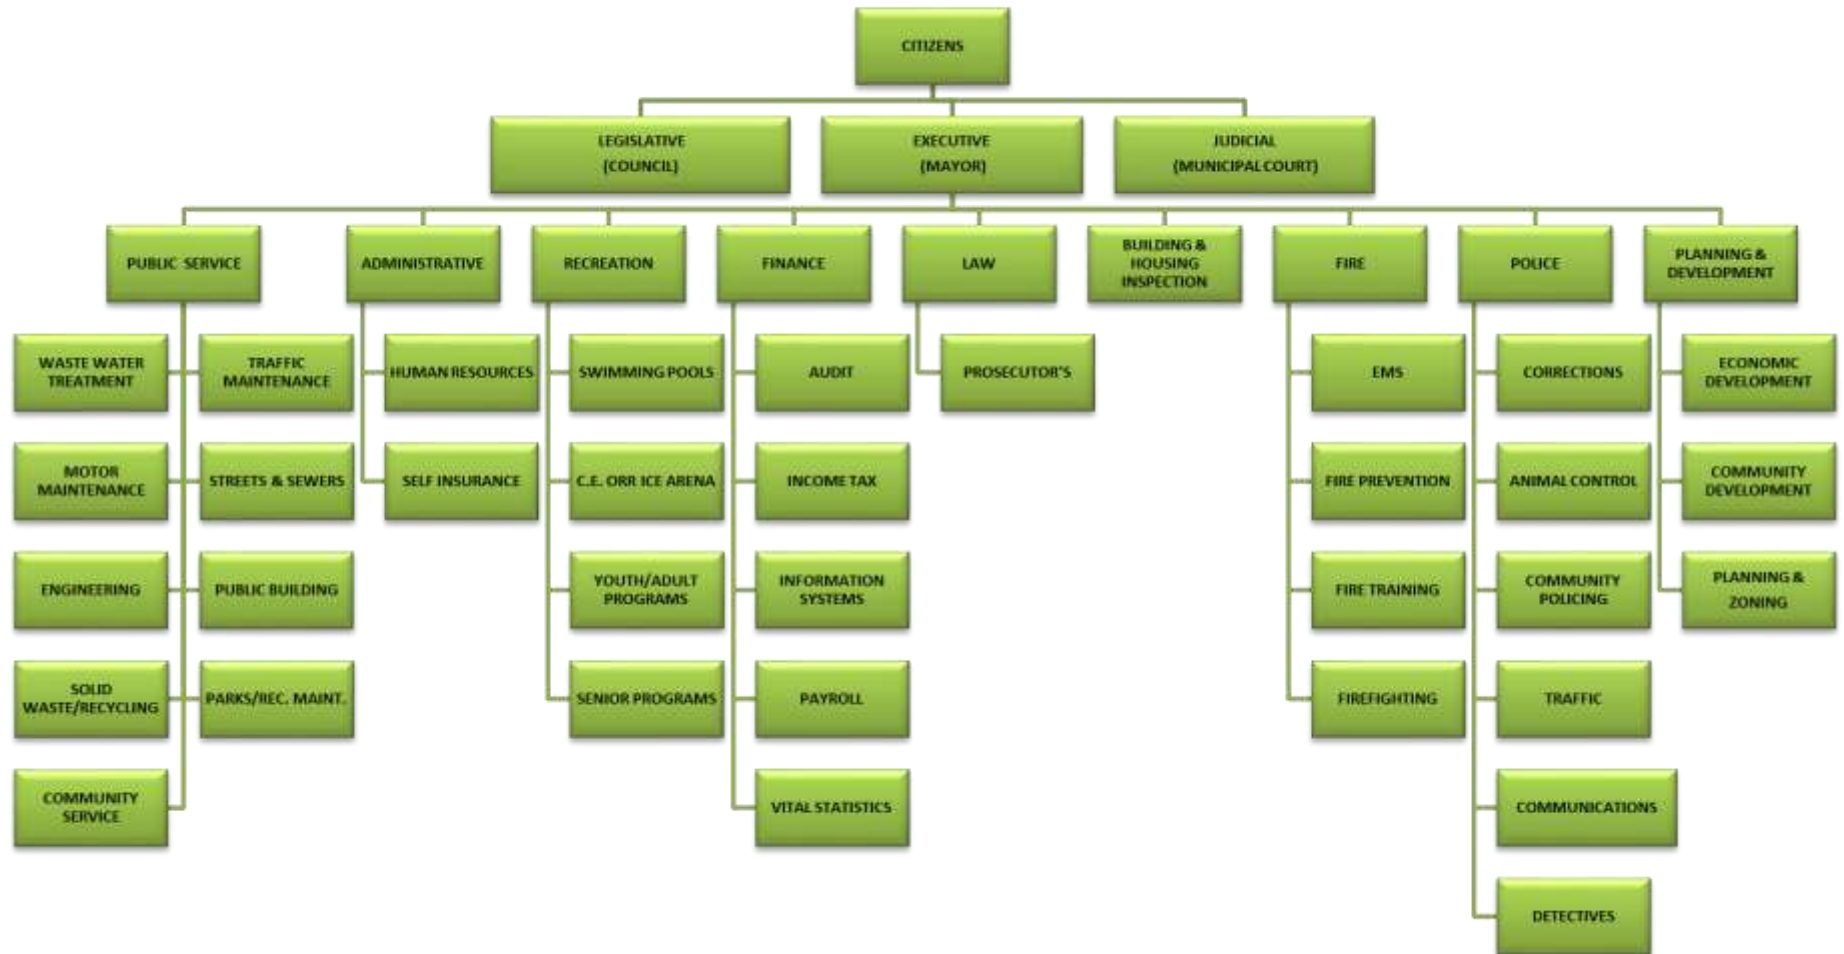 CITIZENS
LEGISLATIVE
(COUNCIL)
EXECUTIVE
(MAYOR)
JUDICIAL
(MUNICIPAL COURT)
PUBLIC SERVICE
ADMINISTRATIVE
RECREATION
FINANCE
LAW
BUILDING &
HOUSING
INSPECTION
FIRE
POLICE
PLANNING &
DEVELOPMENT
WASTE WATER
TREATMENT
TRAFFIC
MAINTENANCE
HUMAN RESOURCES
SWIMMING POOLS
AUDIT
PROSECUTOR'S
EMS
CORRECTIONS
ECONOMIC
DEVELOPMENT
MOTOR
MAINTENANCE
STREETS & SEWERS
SELF INSURANCE
C.E. ORR ICE ARENA
INCOME TAX
FIRE PREVENTION
ANIMAL CONTROL
COMMUNITY
DEVELOPMENT
ENGINEERING
PUBLIC BUILDING
YOUTH/ADULT
PROGRAMS
INFORMATION
SYSTEMS
FIRE TRAINING
COMMUNITY
POLICING
PLANNING &
ZONING
SOLID
WASTE/RECYCLING
PARKS/REC. MAINT.
SENIOR PROGRAMS
PAYROLL
FIREFIGHTING
TRAFFIC
COMMUNITY
SERVICE
VITAL STATISTICS
COMMUNICATIONS
DETECTIVES